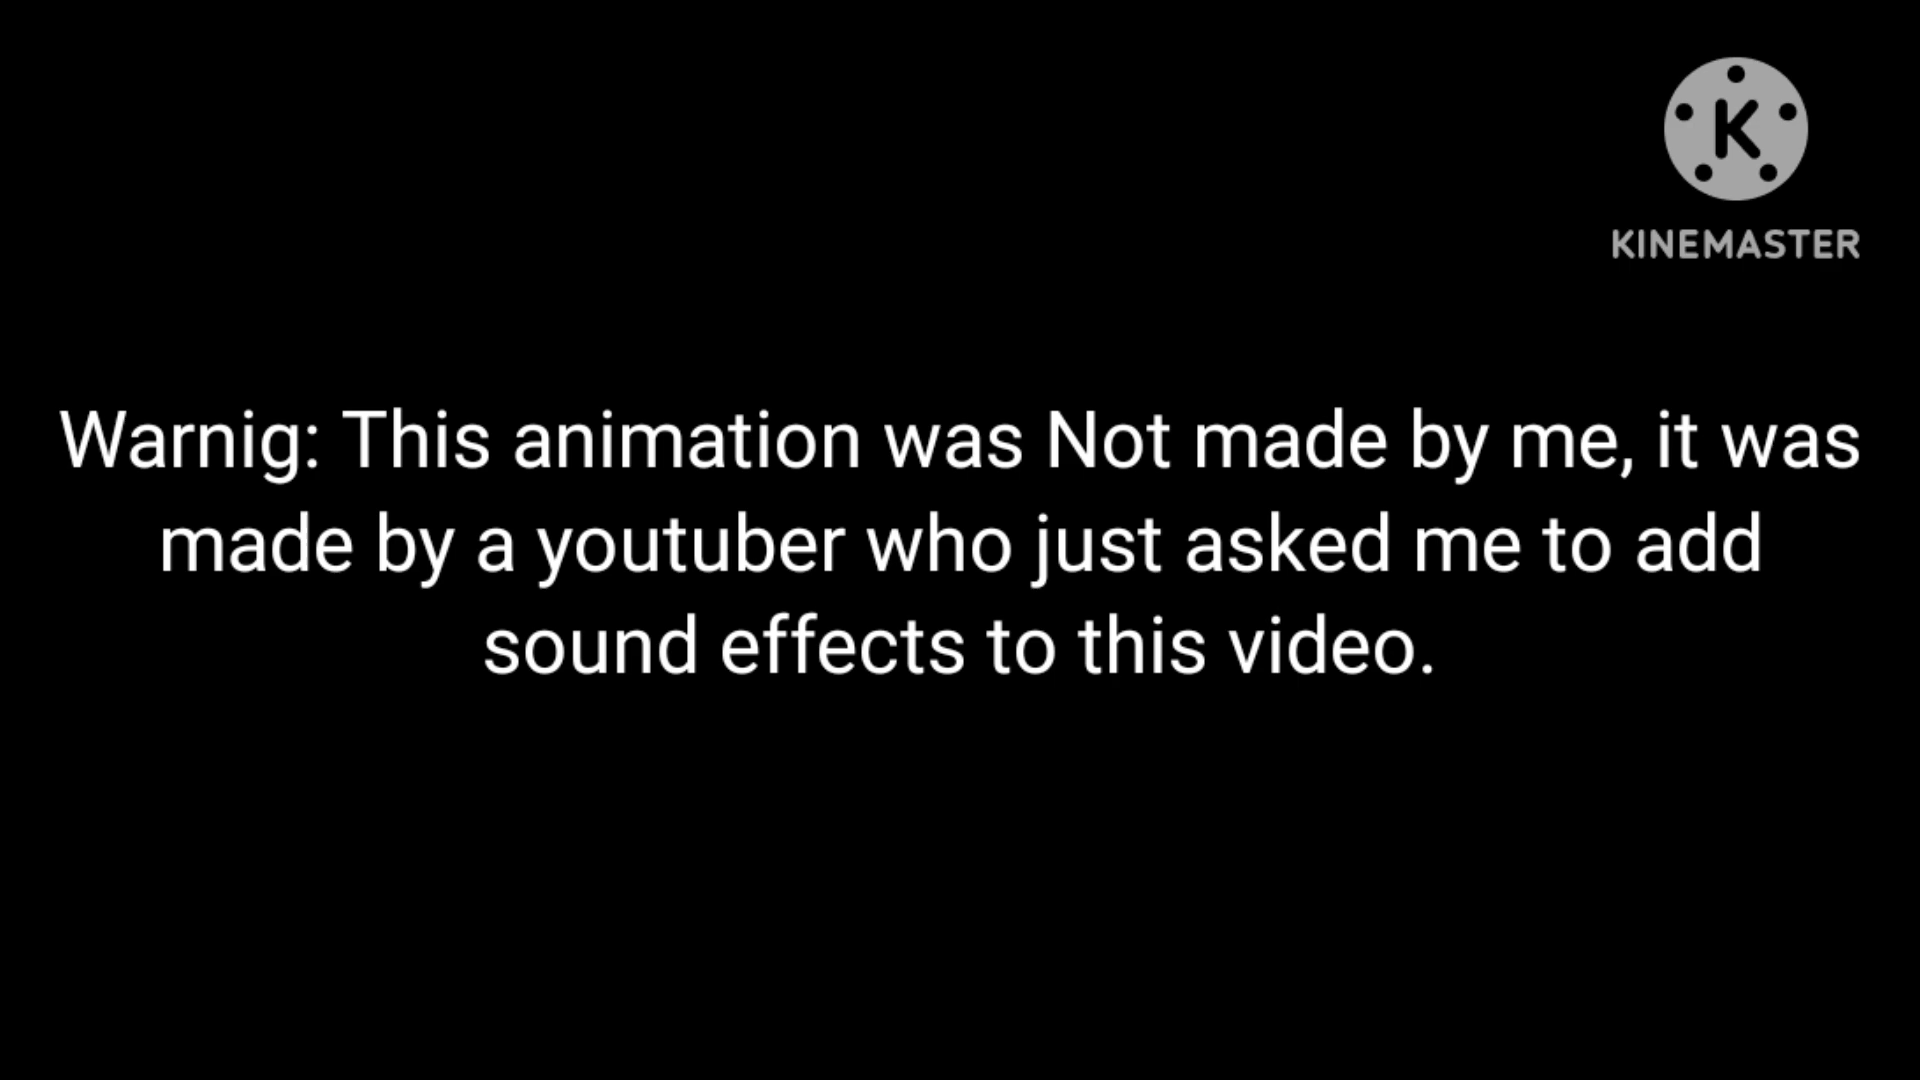 K
KINEMASTER
Warnig: This animation was Not made by me, it was
made by a youtuber who just asked me to add
sound effects to this video.